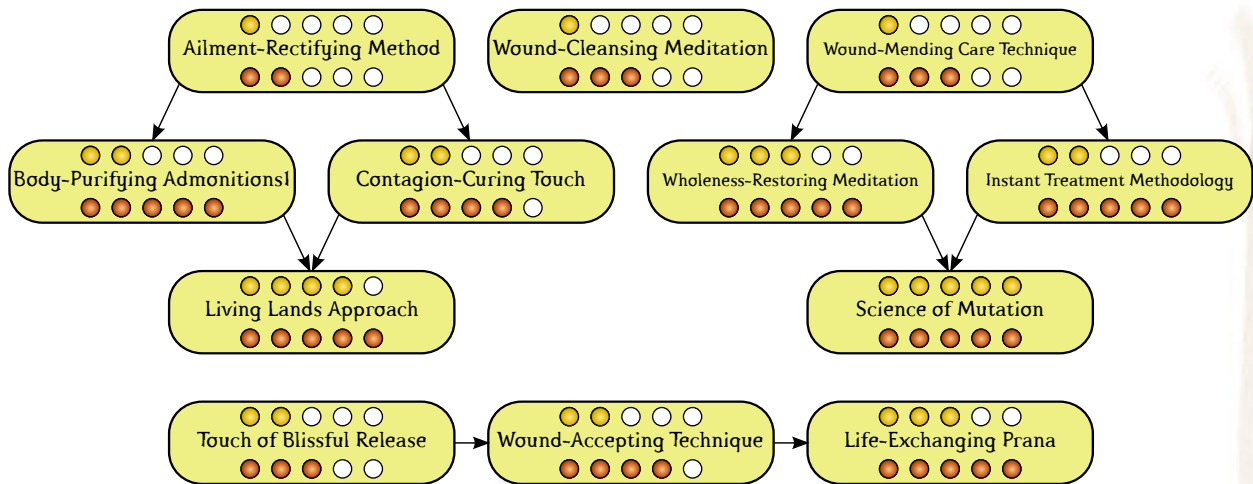 Ailment-Rectifying Method
Wound-Cleansing Meditation
Wound-Mending Care Technique
Body-Purifying Admonitions1
Contagion-Curing Touch
Wholeness-Restoring Meditation
Instant Treatment Methodology
Living Lands Approach
Science of Mutation
Touch of Blissful Release
Wound-Accepting Technique
Life-Exchanging Prana